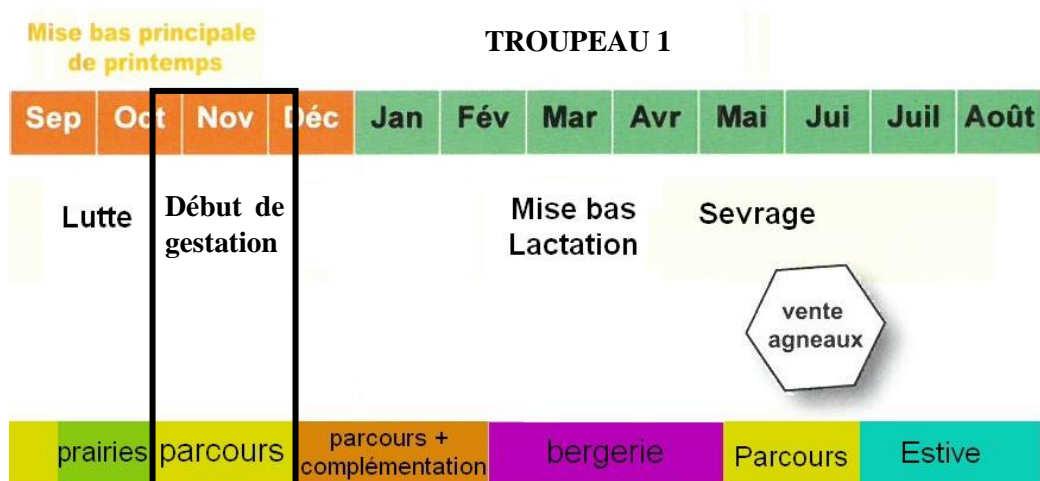 Mise bas principale
de printemps
TROUPEAU 1
Sep Oct Nov Déc Jan Fév Mar Avr Mai Jui Juil Août
Lutte
Début de
gestation
Mise bas
Lactation
Sevrage
vente
agneaux
prairies parcours
parcours +
complémentation
bergerie Parcours Estive